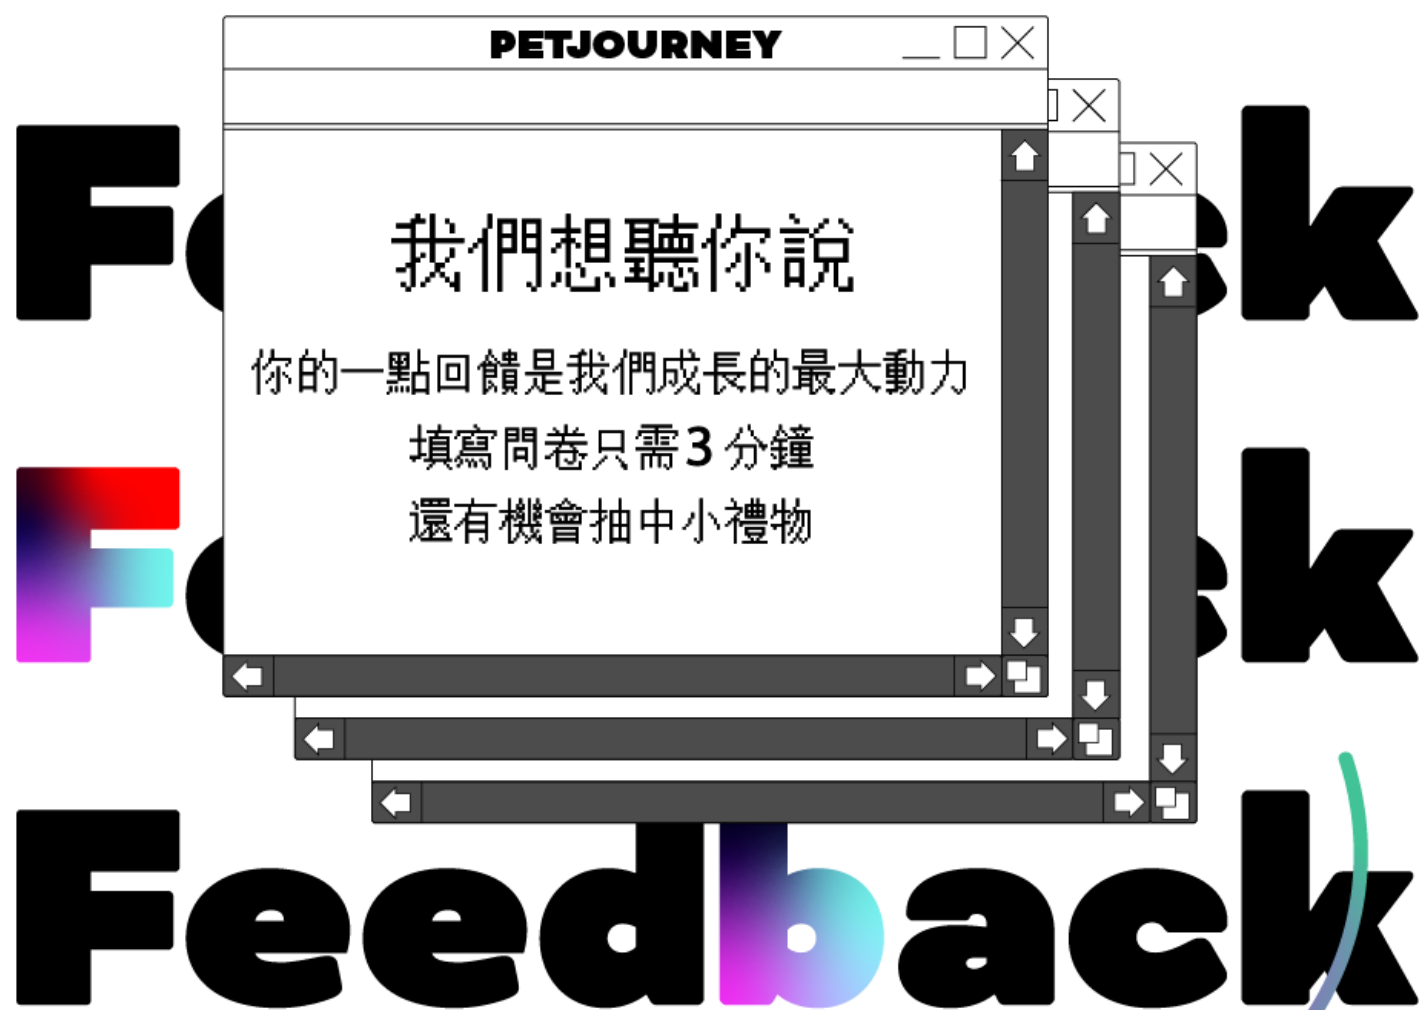 PETJOURNEY
我們想聽你說
你的一點回饋是我們成長的最大動力
填寫問卷只需3 分鐘
還有機會抽中小禮物
Feedback